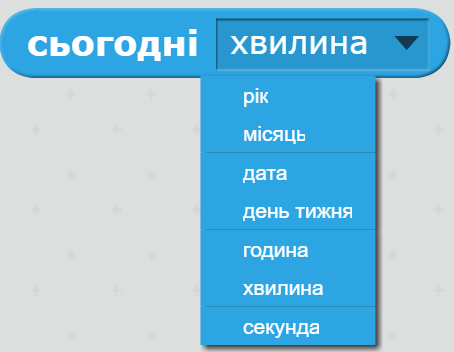 сьогодні хвилина
рік
місяць
дата
день тижня
година
хвилина
секунда